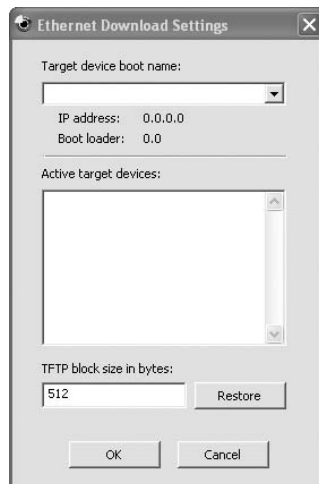 Ethernet Download Settings
Target device boot name:
IP address: 0.0.0.0
Boot loader: 0.0
Active target devices:
TFTP block size in bytes:
512 Restore
OK Cancel